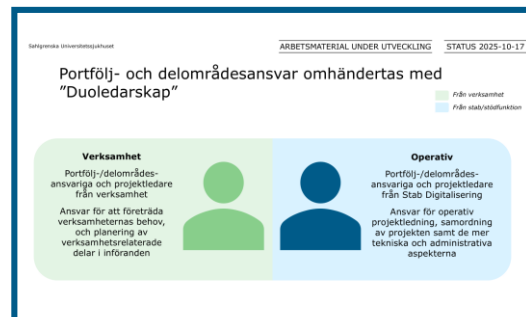 Sahlgrenska Universitetssjukhuset
ARBETSMATERIAL UNDER UTVECKLING
STATUS 2025-10-17
Portfölj- och delområdesansvar omhändertas med
”Duoledarskap”
Från verksamhet
Från stab/stödfunktion
Verksamhet
Portfölj-/delområdes-
ansvariga och projektledare
från verksamhet
Ansvar för att företräda
verksamheternas behov,
och planering av
verksamhetsrelaterade
delar i införanden
Operativ
Portfölj-/delområdes-
ansvariga och projektledare
från Stab Digitalisering
Ansvar för operativ
projektledning, samordning
av projekten samt de mer
tekniska och administrativa
aspekterna